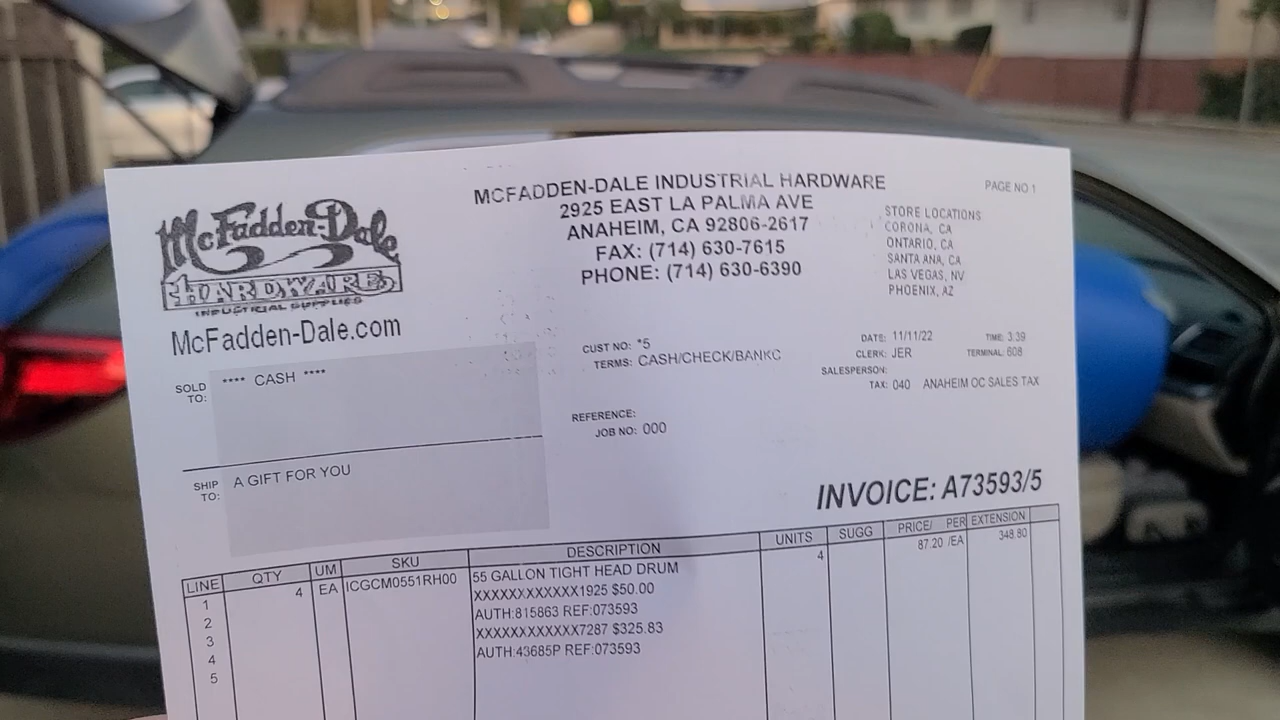 McFadden-Dale
HARDWARE
INDUSTRIAL SUPPLIES
McFadden-Dale.com
MCFADDEN-DALE INDUSTRIAL HARDWARE
2925 EAST LA PALMA AVE
ANAHEIM, CA 92806-2617
FAX: (714) 630-7615
PHONE: (714) 630-6390
PAGE NO 1
STORE LOCATIONS
CORONA, CA
ONTARIO, CA
SANTA ANA, CA
LAS VEGAS, NV
PHOENIX, AZ
SOLD TO: **** CASH ****
SHIP TO: A GIFT FOR YOU
CUST NO: *5
TERMS: CASH/CHECK/BANKC
REFERENCE:
JOB NO: 000
DATE: 11/11/22 TIME: 3:39
CLERK: JER TERMINAL: 608
SALESPERSON:
TAX: 040 ANAHEIM OC SALES TAX
INVOICE: A73593/5
LINE QTY UM SKU DESCRIPTION UNITS SUGG PRICE/ PER EXTENSION
1 4 EA ICGCM0551RH00 55 GALLON TIGHT HEAD DRUM 4 87.20 /EA 348.80
2 XXXXXXXXXXXX1925 $50.00
3 AUTH:815863 REF:073593
4 XXXXXXXXXXXX7287 $325.83
5 AUTH:43685P REF:073593